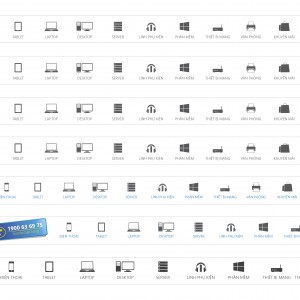 TABLET LAPTOP DESKTOP SERVER LINH PHỤ KIỆN PHẦN MỀM THIẾT BỊ MẠNG VĂN PHÒNG KHUYẾN MÃI
TABLET LAPTOP DESKTOP SERVER LINH PHỤ KIỆN PHẦN MỀM THIẾT BỊ MẠNG VĂN PHÒNG KHUYẾN MÃI
TABLET LAPTOP DESKTOP SERVER LINH PHỤ KIỆN PHẦN MỀM THIẾT BỊ MẠNG VĂN PHÒNG KHUYẾN MÃI
TABLET LAPTOP DESKTOP SERVER LINH PHỤ KIỆN PHẦN MỀM THIẾT BỊ MẠNG VĂN PHÒNG KHUYẾN MÃI
ĐIỆN THOẠI TABLET LAPTOP DESKTOP SERVER LINH PHỤ KIỆN PHẦN MỀM THIẾT BỊ MẠNG VĂN PHÒNG KHUYẾN MÃI
1900 63 69 78
ĐIỆN THOẠI TABLET LAPTOP DESKTOP SERVER LINH PHỤ KIỆN PHẦN MỀM THIẾT BỊ
ĐIỆN THOẠI TABLET LAPTOP DESKTOP SERVER LINH PHỤ KIỆN PHẦN MỀM THIẾT BỊ MẠNG